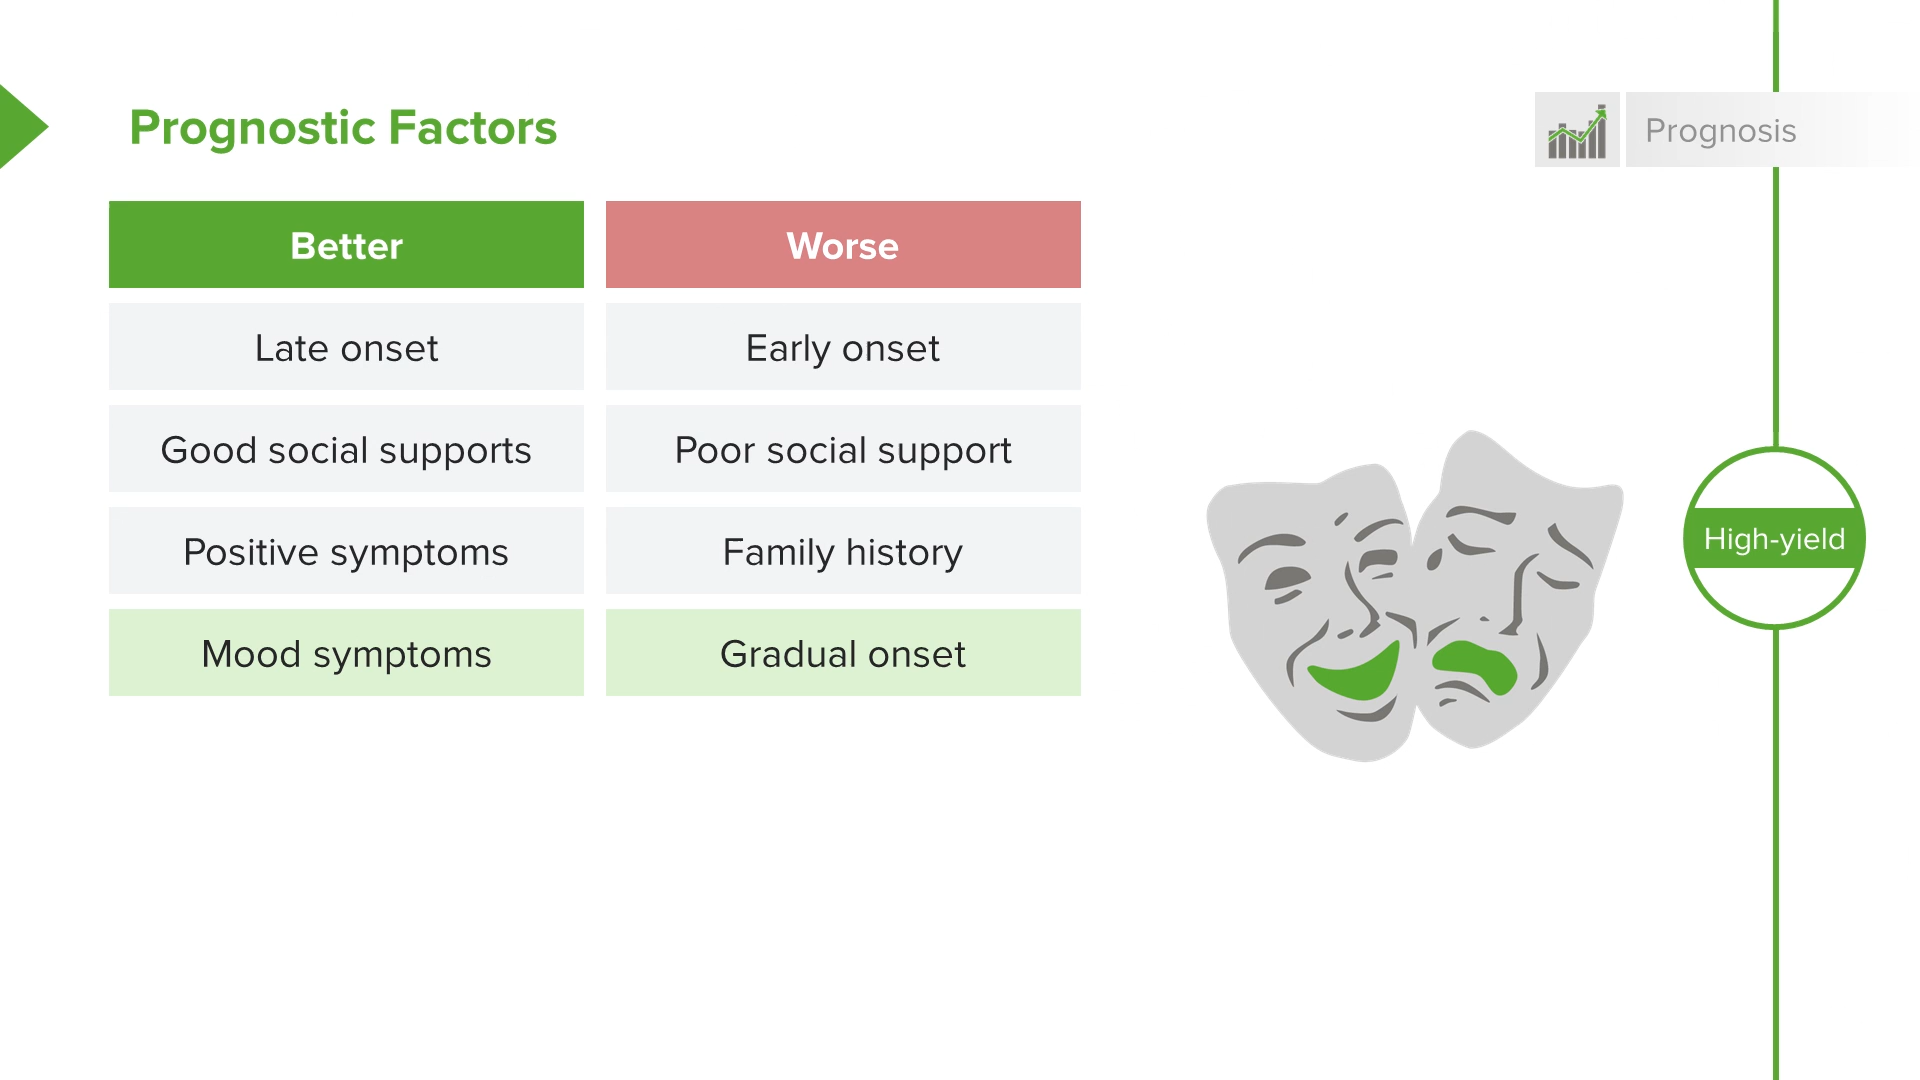 Prognostic Factors
Prognosis
Better
Worse
Late onset
Early onset
Good social supports
Poor social support
Positive symptoms
Family history
Mood symptoms
Gradual onset
High-yield